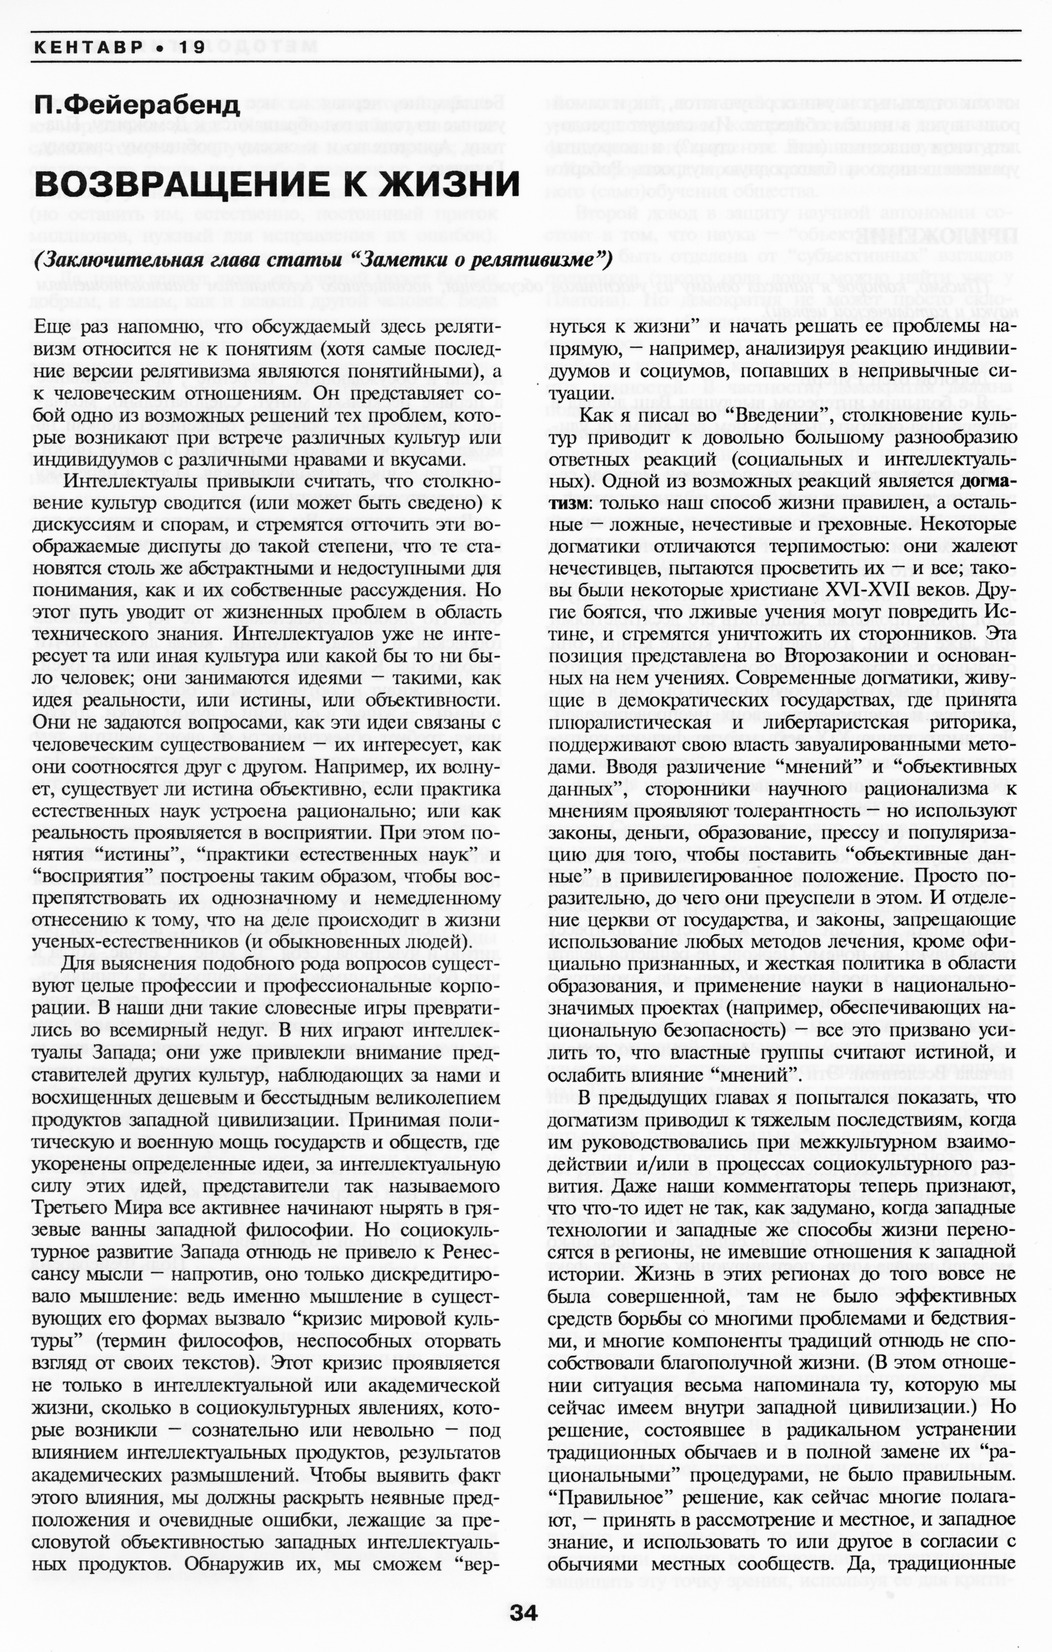 КЕНТАВР • 19
П.Фейерабенд
ВОЗВРАЩЕНИЕ К ЖИЗНИ
(Заключительная глава статьи “Заметки о релятивизме”)
Еще раз напомню, что обсуждаемый здесь реляти-
визм относится не к понятиям (хотя самые послед-
ние версии релятивизма являются понятийными), а
к человеческим отношениям. Он представляет со-
бой одно из возможных решений тех проблем, кото-
рые возникают при встрече различных культур или
индивидуумов с различными нравами и вкусами.
Интеллектуалы привыкли считать, что столкно-
вение культур сводится (или может быть сведено) к
дискуссиям и спорам, и стремятся отточить эти во-
ображаемые диспуты до такой степени, что те ста-
новятся столь же абстрактными и недоступными для
понимания, как и их собственные рассуждения. Но
этот путь уводит от жизненных проблем в область
технического знания. Интеллектуалов уже не инте-
ресует та или иная культура или какой бы то ни бы-
ло человек; они занимаются идеями — такими, как
идея реальности, или истины, или объективности.
Они не задаются вопросами, как эти идеи связаны с
человеческим существованием — их интересует, как
они соотносятся друг с другом. Например, их волну-
ет, существует ли истина объективно, если практика
естественных наук устроена рационально; или как
реальность проявляется в восприятии. При этом по-
нятия “истины”, “практики естественных наук” и
“восприятия” построены таким образом, чтобы вос-
препятствовать их однозначному и немедленному
отнесению к тому, что на деле происходит в жизни
ученых-естественников (и обыкновенных людей).
Для выяснения подобного рода вопросов сущест-
вуют целые профессии и профессиональные корпо-
рации. В наши дни такие словесные игры преврати-
лись во всемирный недуг. В них играют интеллек-
туалы Запада; они уже привлекли внимание пред-
ставителей других культур, наблюдающих за нами и
восхищенных дешевым и бесстыдным великолепием
продуктов западной цивилизации. Принимая поли-
тическую и военную мощь государств и обществ, где
укоренены определенные идеи, за интеллектуальную
силу этих идей, представители так называемого
Третьего Мира все активнее начинают нырять в гря-
зевые ванны западной философии. Но социокуль-
турное развитие Запада отнюдь не привело к Ренес-
сансу мысли — напротив, оно только дискредитиро-
вало мышление: ведь именно мышление в сущест-
вующих его формах вызвало “кризис мировой куль-
туры” (термин философов, неспособных оторвать
взгляд от своих текстов). Этот кризис проявляется
не только в интеллектуальной или академической
жизни, сколько в социокультурных явлениях, кото-
рые возникли — сознательно или невольно — под
влиянием интеллектуальных продуктов, результатов
академических размышлений. Чтобы выявить факт
этого влияния, мы должны раскрыть неявные пред-
положения и очевидные ошибки, лежащие за пре-
словутой объективностью западных интеллектуаль-
ных продуктов. Обнаружив их, мы сможем “вер-
нуться к жизни” и начать решать ее проблемы на-
прямую, — например, анализируя реакцию индивии-
дуумов и социумов, попавших в непривычные си-
туации.
Как я писал во “Введении”, столкновение куль-
тур приводит к довольно большому разнообразию
ответных реакций (социальных и интеллектуаль-
ных). Одной из возможных реакций является догма-
тизм: только наш способ жизни правилен, а осталь-
ные — ложные, нечестивые и греховные. Некоторые
догматики отличаются терпимостью: они жалеют
нечестивцев, пытаются просветить их — и все; тако-
вы были некоторые христиане XVI-XVII веков. Дру-
гие боятся, что лживые учения могут повредить Ис-
тине, и стремятся уничтожить их сторонников. Эта
позиция представлена во Второзаконии и основан-
ных на нем учениях. Современные догматики, живу-
щие в демократических государствах, где принята
плюралистическая и либертарианская риторика,
поддерживают свою власть завуалированными мето-
дами. Вводя различение “мнений” и “объективных
данных”, сторонники научного рационализма к
мнениям проявляют толерантность — но используют
законы, деньги, образование, прессу и популяриза-
цию для того, чтобы поставить “объективные дан-
ные” в привилегированное положение. Просто по-
разительно, до чего они преуспели в этом. И отделе-
ние церкви от государства, и законы, запрещающие
использование любых методов лечения, кроме офи-
циально признанных, и жесткая политика в области
образования, и применение науки в национально-
значимых проектах (например, обеспечивающих на-
циональную безопасность) — все это призвано уси-
лить то, что властные группы считают истиной, и
ослабить влияние “мнений”.
В предыдущих главах я попытался показать, что
догматизм приводил к тяжелым последствиям, когда
им руководствовались при межкультурном взаимо-
действии и/или в процессах социокультурного раз-
вития. Даже наши комментаторы теперь признают,
что что-то идет не так, как задумано, когда западные
технологии и западные же способы жизни перено-
сятся в регионы, не имевшие отношения к западной
истории. Жизнь в этих регионах до того вовсе не
была совершенной, там не было эффективных
средств борьбы со многими проблемами и бедствия-
ми, и многие компоненты традиций отнюдь не спо-
собствовали благополучной жизни. (В этом отноше-
нии ситуация весьма напоминала ту, которую мы
сейчас имеем внутри западной цивилизации.) Но
решение, состоявшее в радикальном устранении
традиционных обычаев и в полной замене их “ра-
циональными” процедурами, не было правильным.
“Правильное” решение, как сейчас многие полага-
ют, — принять в рассмотрение и местное, и западное
знание, и использовать то или другое в согласии с
обычиями местных сообществ. Да, традиционные
34